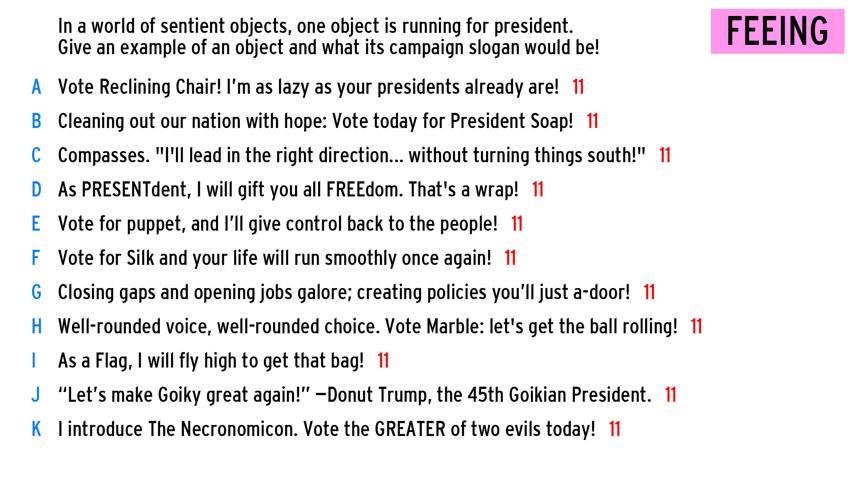 In a world of sentient objects, one object is running for president.
Give an example of an object and what its campaign slogan would be!
FEEING
A Vote Reclining Chair! I'm as lazy as your presidents already are! 11
B Cleaning out our nation with hope: Vote today for President Soap! 11
C Compasses. "I'll lead in the right direction... without turning things south!" 11
D As PRESENTdent, I will gift you all FREEdom. That's a wrap! 11
E Vote for puppet, and I’ll give control back to the people! 11
F Vote for Silk and your life will run smoothly once again! 11
G Closing gaps and opening jobs galore; creating policies you’ll just a-door! 11
H Well-rounded voice, well-rounded choice. Vote Marble: let's get the ball rolling! 11
I As a Flag, I will fly high to get that bag! 11
J “Let’s make Goiky great again!” —Donut Trump, the 45th Goikian President. 11
K I introduce The Necronomicon. Vote the GREATER of two evils today! 11